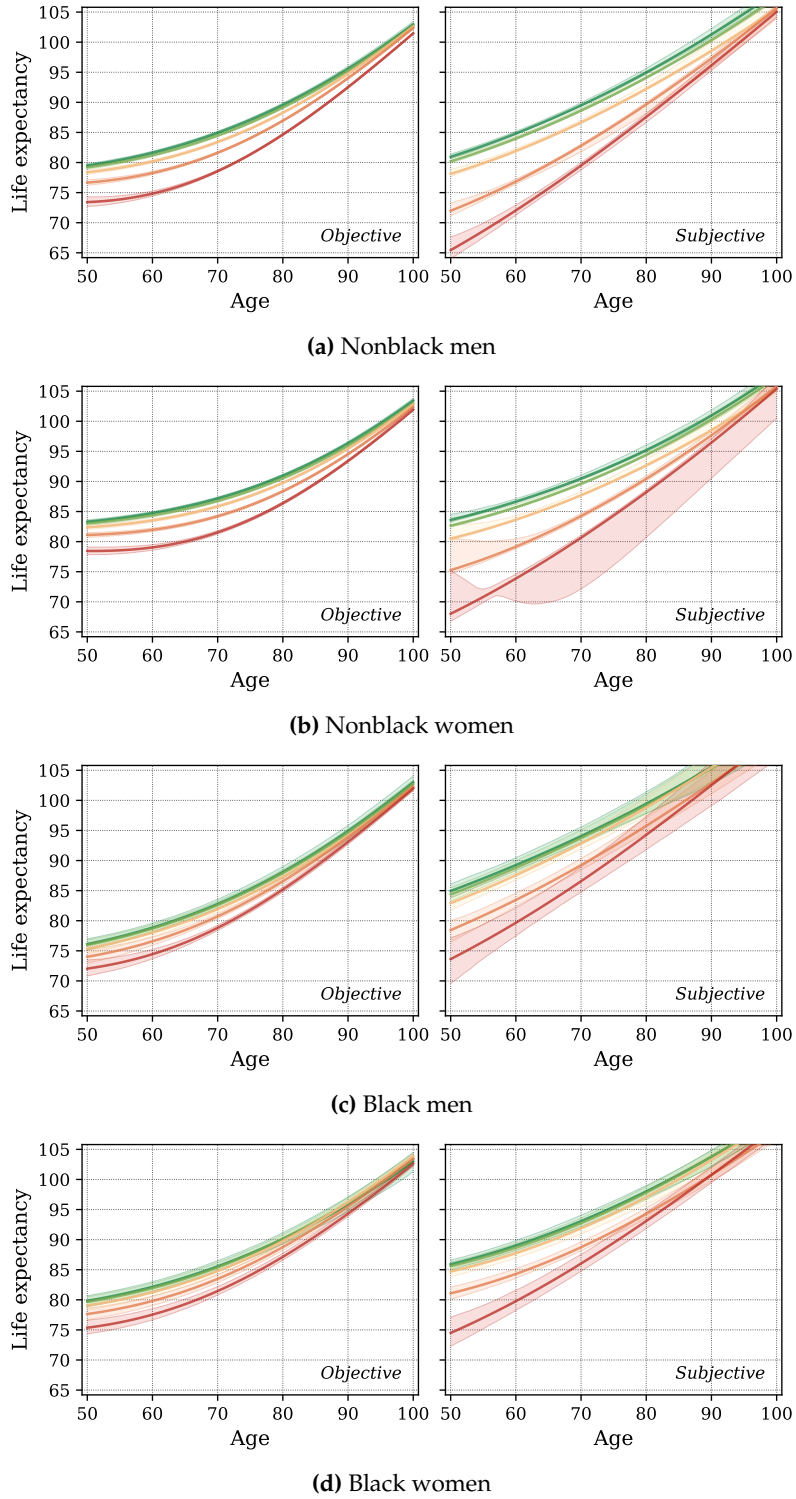 Life expectancy
105
100
95
90
85
80
75
70
65
50 60 70 80 90 100
Age
Objective
50 60 70 80 90 100
Age
Subjective
(a) Nonblack men
Life expectancy
105
100
95
90
85
80
75
70
65
50 60 70 80 90 100
Age
Objective
50 60 70 80 90 100
Age
Subjective
(b) Nonblack women
Life expectancy
105
100
95
90
85
80
75
70
65
50 60 70 80 90 100
Age
Objective
50 60 70 80 90 100
Age
Subjective
(c) Black men
Life expectancy
105
100
95
90
85
80
75
70
65
50 60 70 80 90 100
Age
Objective
50 60 70 80 90 100
Age
Subjective
(d) Black women